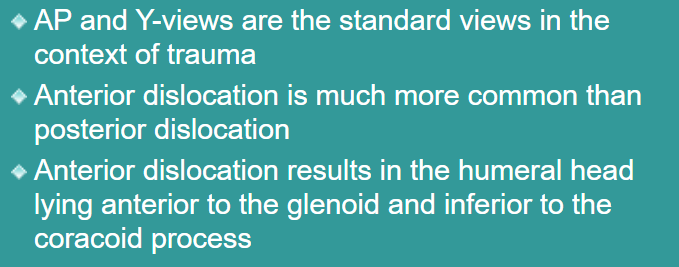 AP and Y-views are the standard views in the
context of trauma
Anterior dislocation is much more common than
posterior dislocation
Anterior dislocation results in the humeral head
lying anterior to the glenoid and inferior to the
coracoid process